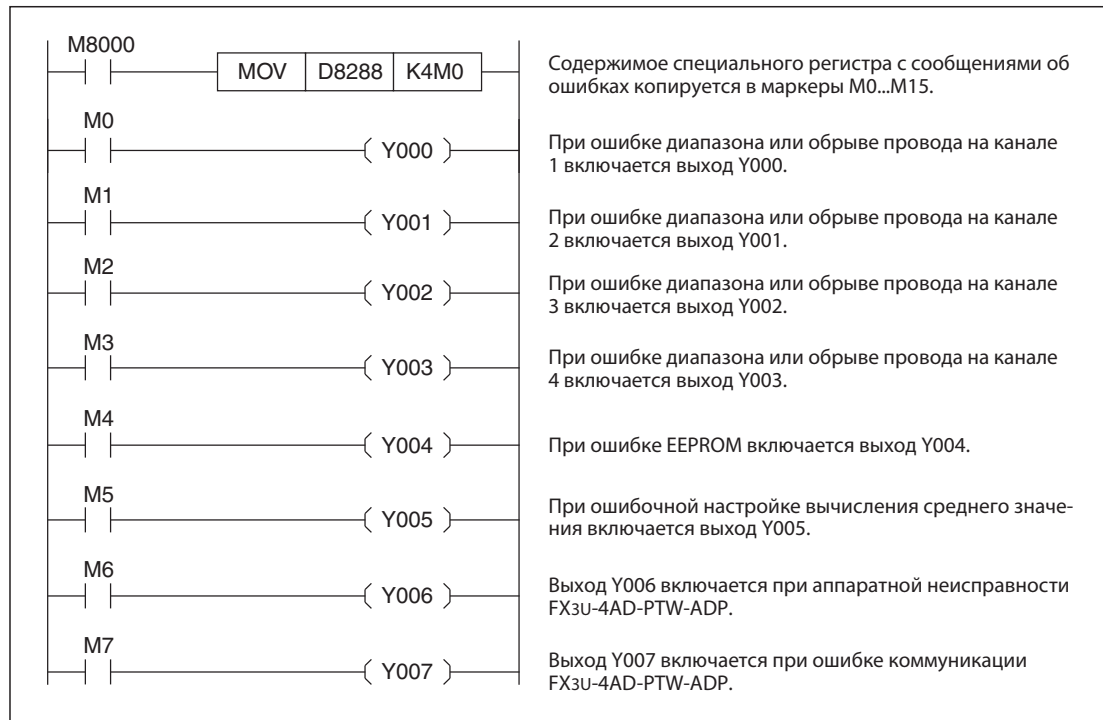 M8000
MOV D8288 K4M0
Содержимое специального регистра с сообщениями об
ошибках копируется в маркеры M0...M15.
M0
Y000
При ошибке диапазона или обрыве провода на канале
1 включается выход Y000.
M1
Y001
При ошибке диапазона или обрыве провода на канале
2 включается выход Y001.
M2
Y002
При ошибке диапазона или обрыве провода на канале
3 включается выход Y002.
M3
Y003
При ошибке диапазона или обрыве провода на канале
4 включается выход Y003.
M4
Y004
При ошибке EEPROM включается выход Y004.
M5
Y005
При ошибочной настройке вычисления среднего значе-
ния включается выход Y005.
M6
Y006
Выход Y006 включается при аппаратной неисправности
FX3U-4AD-PTW-ADP.
M7
Y007
Выход Y007 включается при ошибке коммуникации
FX3U-4AD-PTW-ADP.